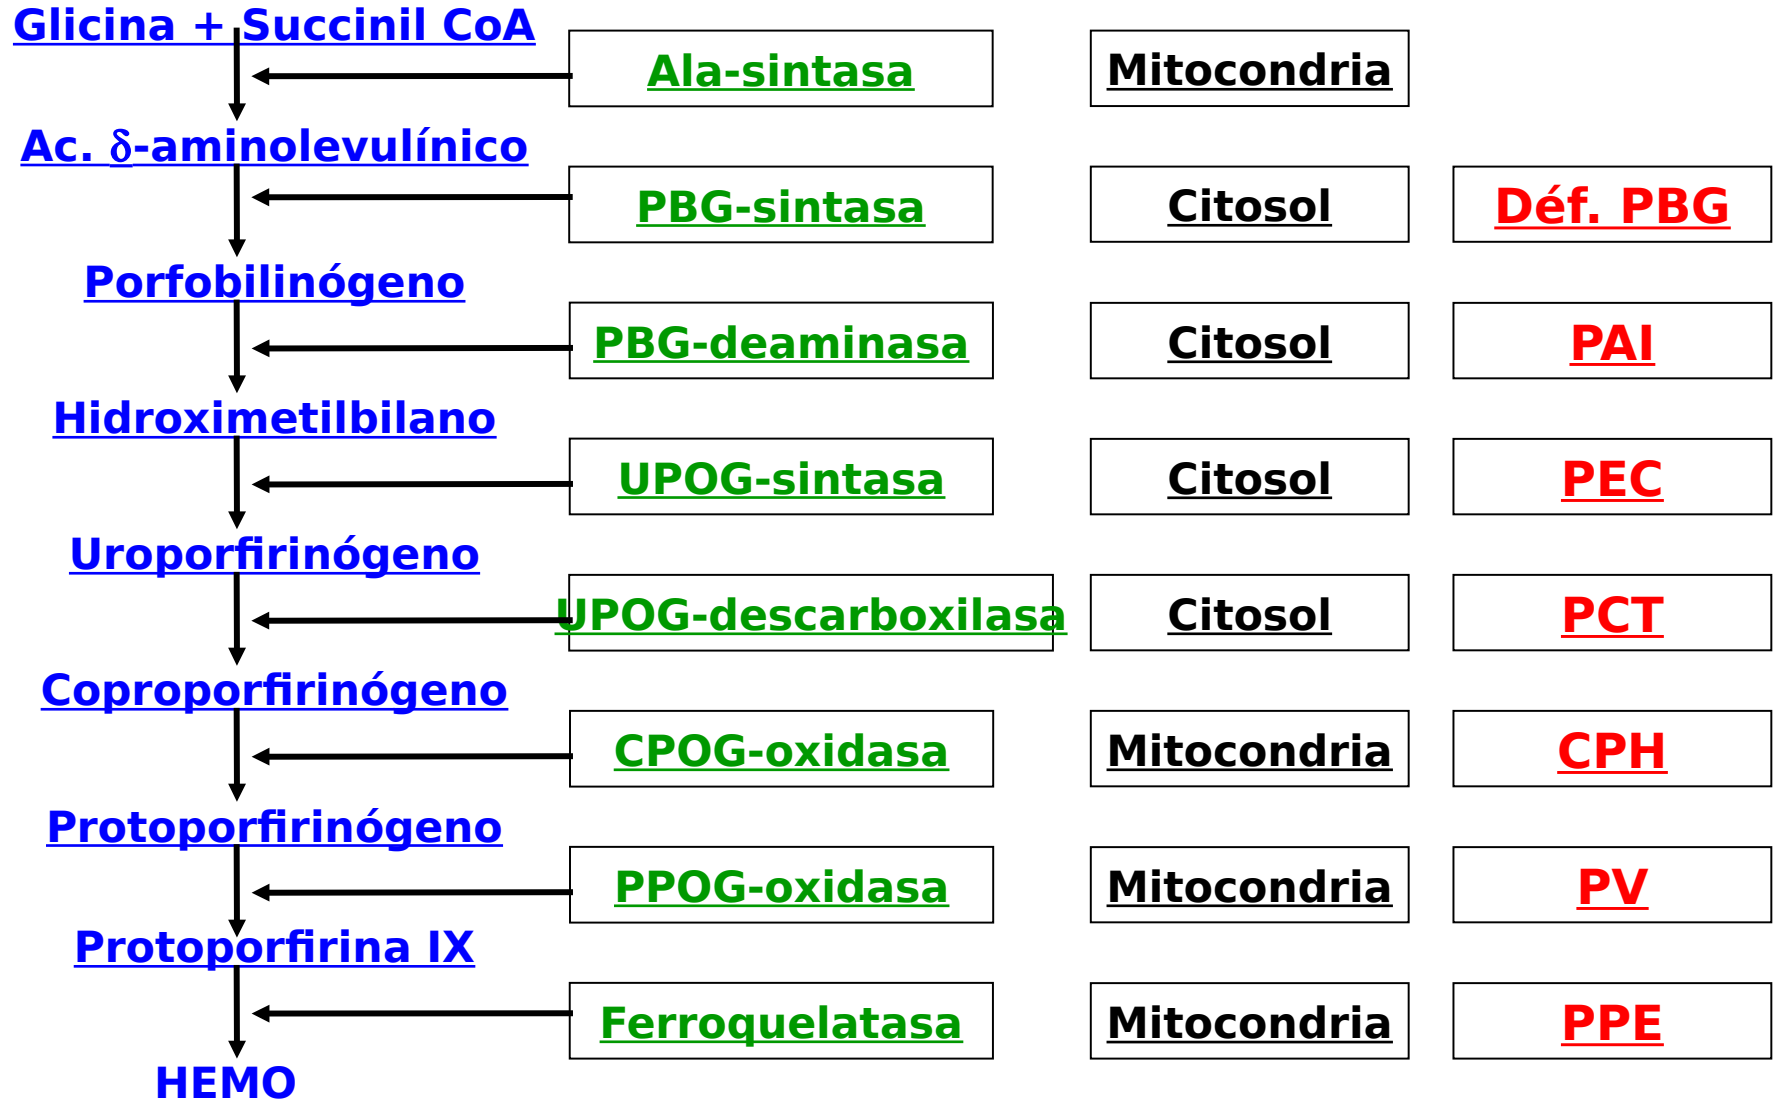 Glicina + Succinil CoA
Ala-sintasa
Mitocondria
Ac. δ-aminolevulínico
PBG-sintasa
Citosol
Déf. PBG
Porfobilinógeno
PBG-deaminasa
Citosol
PAI
Hidroximetilbilano
UPOG-sintasa
Citosol
PEC
Uroporfirinógeno
UPOG-descarboxilasa
Citosol
PCT
Coproporfirinógeno
CPOG-oxidasa
Mitocondria
CPH
Protoporfirinógeno
PPOG-oxidasa
Mitocondria
PV
Protoporfirina IX
Ferroquelatasa
Mitocondria
PPE
HEMO